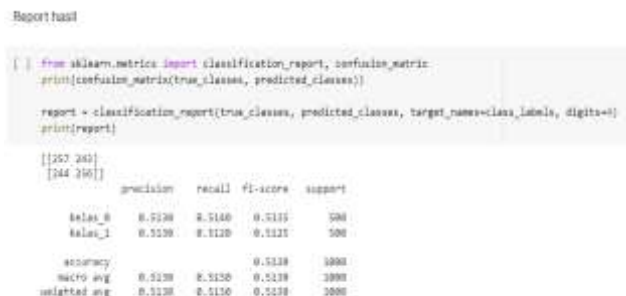 Report hasil
[ ] from sklearn.metrics import classification_report, confusion_matrix
print(confusion_matrix(true_classes, predicted_classes))
report = classification_report(true_classes, predicted_classes, target_names=class_labels, digits=4)
print(report)
[[257 243]
[244 256]]
precision recall f1-score support
kelas_0 0.5130 0.5140 0.5135 500
kelas_1 0.5130 0.5120 0.5125 500
accuracy 0.5130 1000
macro avg 0.5130 0.5130 0.5130 1000
weighted avg 0.5130 0.5130 0.5130 1000